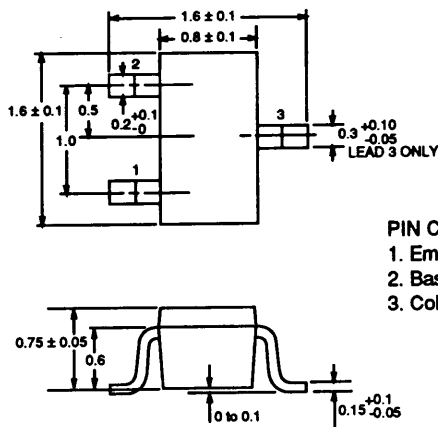 1.6 ± 0.1
0.8 ± 0.1
2
1.6 ± 0.1
0.5
1.0
0.2 +0.1 -0
3
0.3 +0.10 -0.05
LEAD 3 ONLY
1
PIN C
1. Em
2. Bas
3. Col
0.75 ± 0.05
0.6
0 to 0.1
0.15 +0.1 -0.05